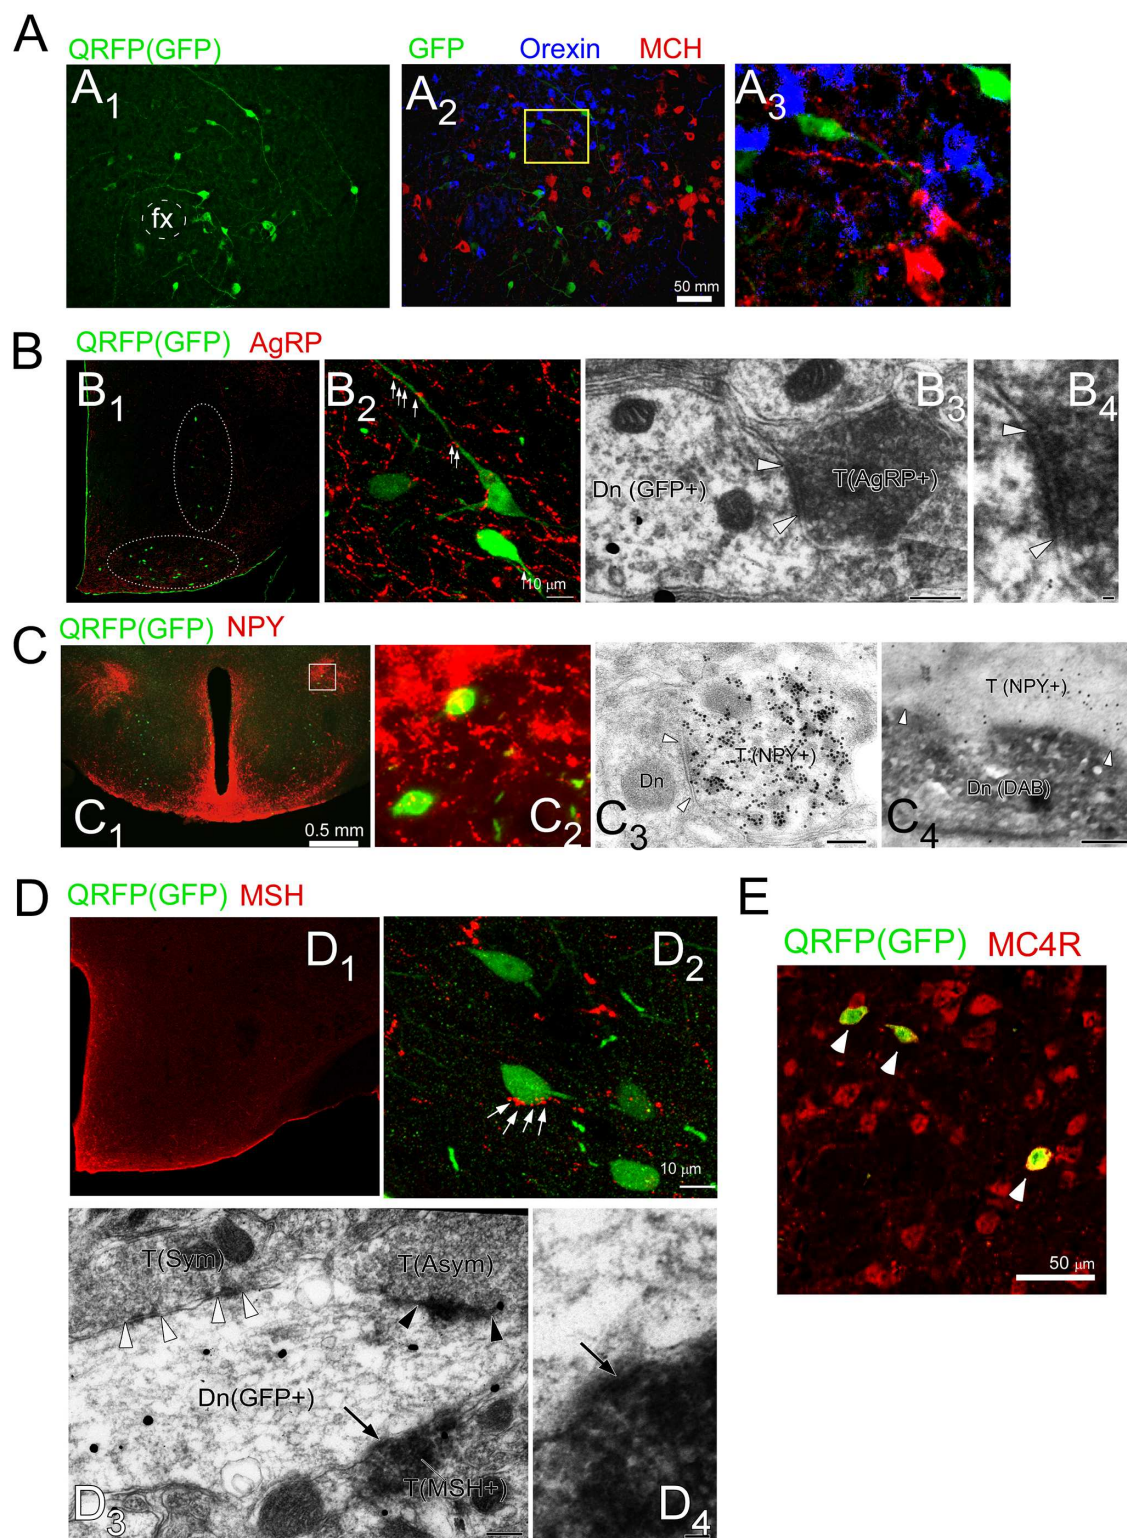 A
QRFP(GFP)
GFP Orexin MCH
A1
fx
A2
50 mm
A3
B
QRFP(GFP) AgRP
B1
B2
10 μm
B3
Dn (GFP+)
T(AgRP+)
B4
C
QRFP(GFP) NPY
C1
0.5 mm
C2
C3
Dn
T (NPY+)
C4
T (NPY+)
Dn (DAB)
D
QRFP(GFP) MSH
D1
D2
10 μm
D3
T(Sym)
T(Asym)
Dn(GFP+)
T(MSH+)
D4
E
QRFP(GFP) MC4R
50 μm